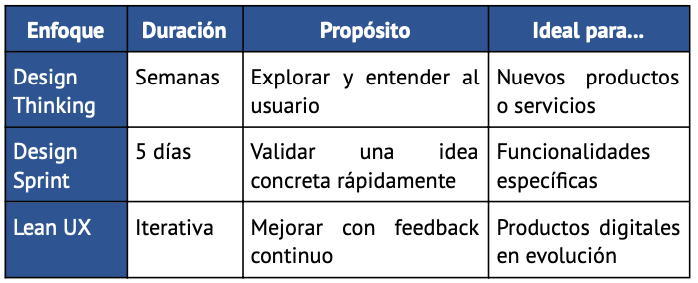 Enfoque Duración Propósito Ideal para...
Design Thinking Semanas Explorar y entender al usuario Nuevos productos o servicios
Design Sprint 5 días Validar una idea concreta rápidamente Funcionalidades específicas
Lean UX Iterativa Mejorar con feedback continuo Productos digitales en evolución